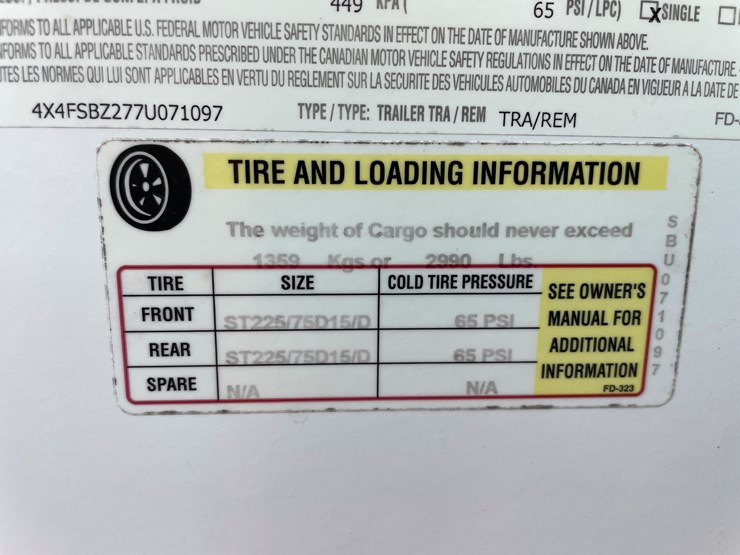 449 KPA (
65 PSI/LPC) X SINGLE
FORMS TO ALL APPLICABLE U.S. FEDERAL MOTOR VEHICLE SAFETY STANDARDS IN EFFECT ON THE DATE OF MANUFACTURE SHOWN ABOVE.
FORMS TO ALL APPLICABLE STANDARDS PRESCRIBED UNDER THE CANADIAN MOTOR VEHICLE SAFETY REGULATIONS IN EFFECT ON THE DATE OF MANUFACTURE.
TES LES NORMES QUI LUI SONT APPLICABLES EN VERTU DU REGLEMENT SUR LA SECURITE DES VEHICULES AUTOMOBILES DU CANADA EN VIGUEUR A LA DATE DE
4X4FSBZ277U071097 TYPE / TYPE: TRAILER TRA / REM TRA/REM FD-
TIRE AND LOADING INFORMATION
The weight of Cargo should never exceed
1359 Kgs or 2990 Lbs.
TIRE SIZE COLD TIRE PRESSURE
FRONT ST225/75D15/D 65 PSI
REAR ST225/75D15/D 65 PSI
SPARE N/A N/A
SEE OWNER'S
MANUAL FOR
ADDITIONAL
INFORMATION
FD-323
SBU071097